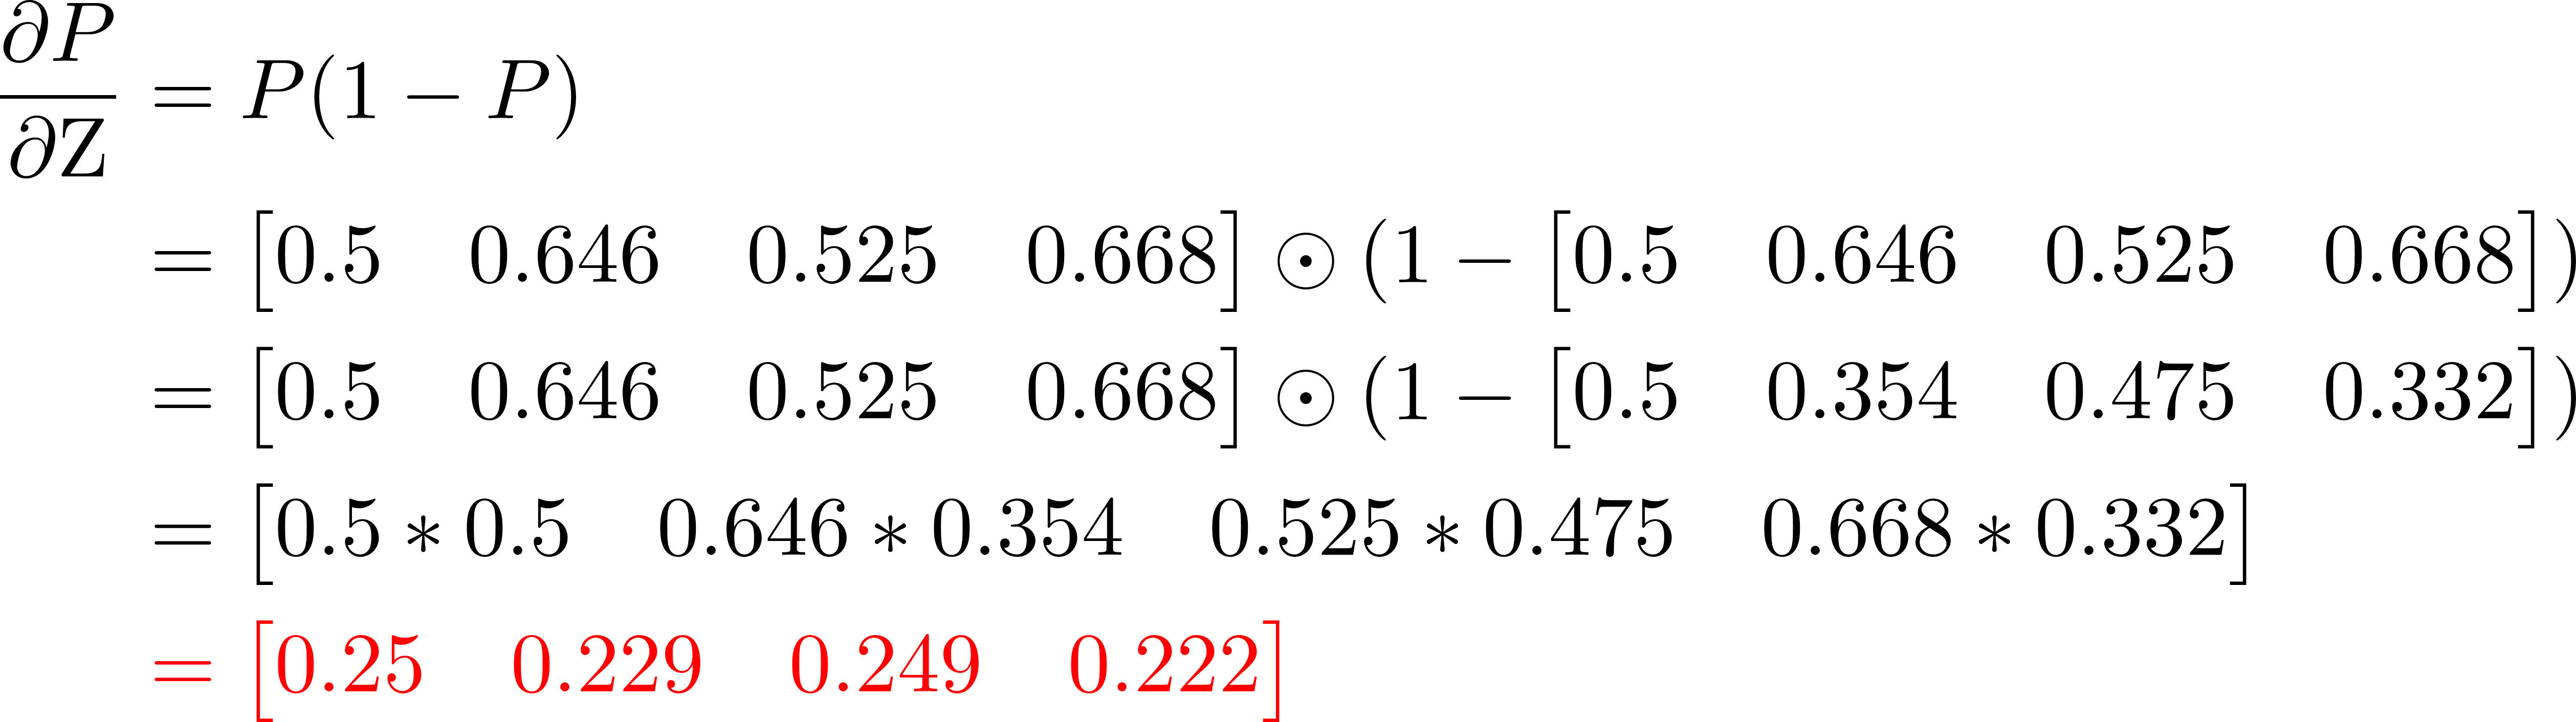 ∂P/∂Z = P(1 − P)
= [0.5 0.646 0.525 0.668] ⊙ (1 − [0.5 0.646 0.525 0.668])
= [0.5 0.646 0.525 0.668] ⊙ (1 − [0.5 0.354 0.475 0.332])
= [0.5 ∗ 0.5 0.646 ∗ 0.354 0.525 ∗ 0.475 0.668 ∗ 0.332]
= [0.25 0.229 0.249 0.222]